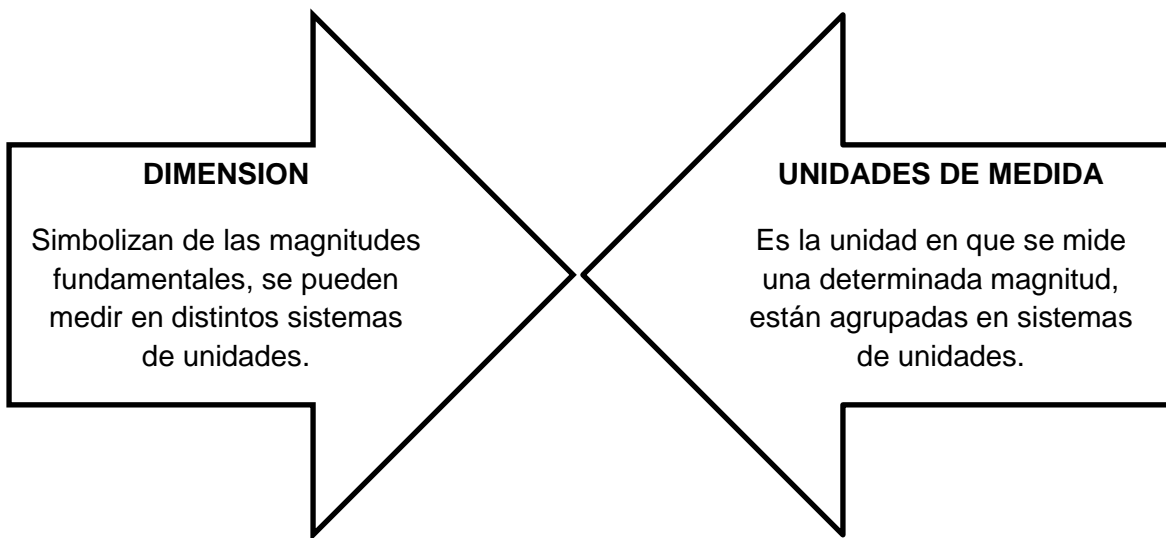 DIMENSION
Simbolizan de las magnitudes
fundamentales, se pueden
medir en distintos sistemas
de unidades.
UNIDADES DE MEDIDA
Es la unidad en que se mide
una determinada magnitud,
están agrupadas en sistemas
de unidades.